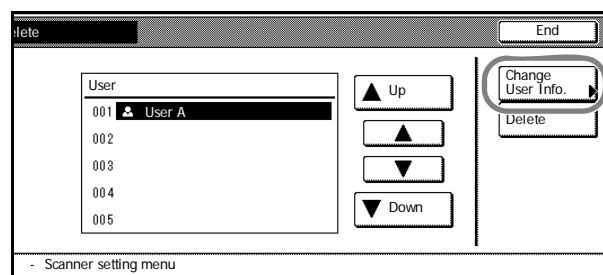 elete
End
User
001 User A
002
003
004
005
Up
Down
Change
User Info.
Delete
- Scanner setting menu